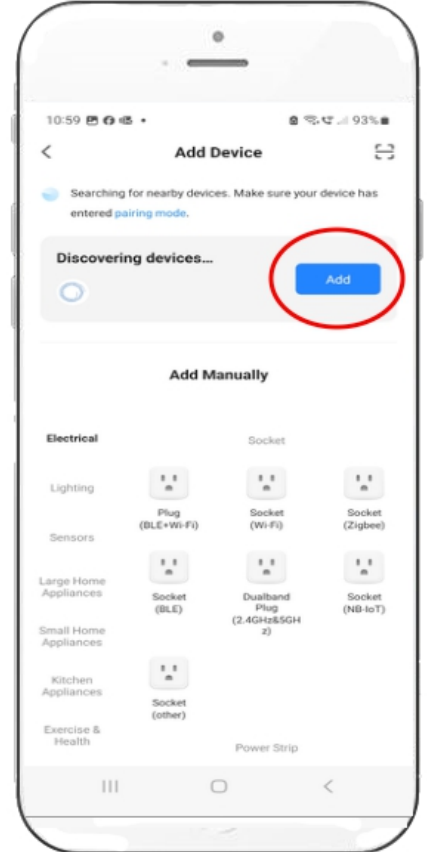 10:59
93%
Add Device
Searching for nearby devices. Make sure your device has
entered pairing mode.
Discovering devices...
Add
Add Manually
Electrical
Socket
Lighting
Plug
(BLE+Wi-Fi)
Socket
(Wi-Fi)
Socket
(Zigbee)
Sensors
Large Home
Appliances
Socket
(BLE)
Dualband
Plug
(2.4GHz&5GH
z)
Socket
(NB-IoT)
Small Home
Appliances
Kitchen
Appliances
Socket
(other)
Exercise &
Health
Power Strip